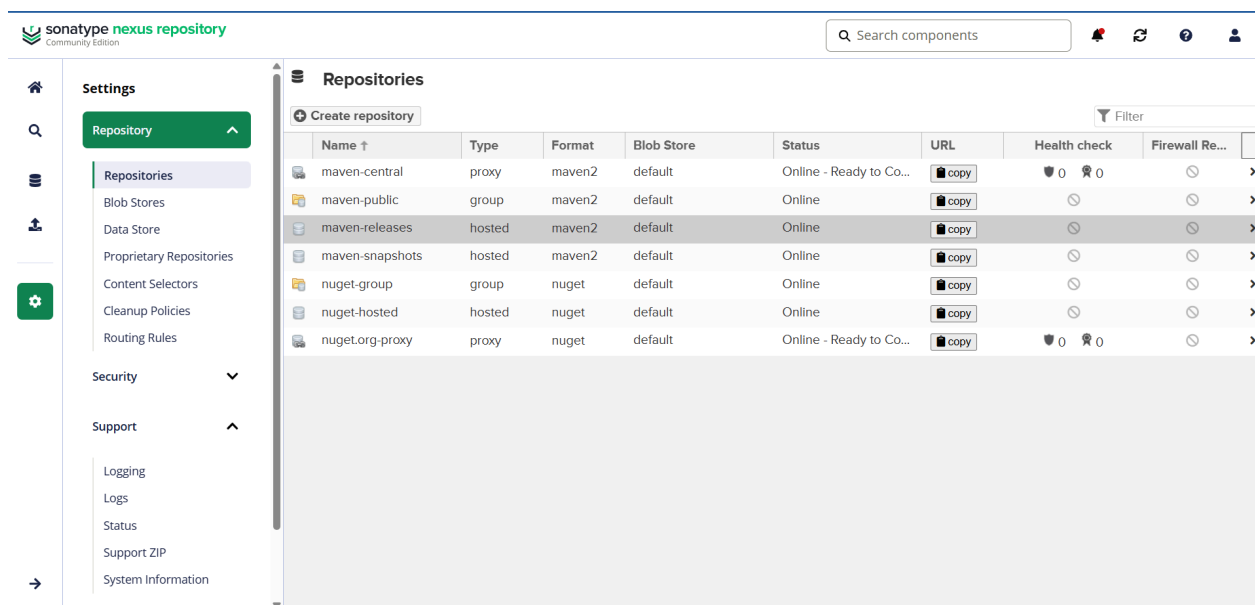 sonatype nexus repository
Community Edition
Search components
Settings
Repository
Repositories
Blob Stores
Data Store
Proprietary Repositories
Content Selectors
Cleanup Policies
Routing Rules
Security
Support
Logging
Logs
Status
Support ZIP
System Information
Repositories
Create repository
Filter
Name Type Format Blob Store Status URL Health check Firewall Re...
maven-central proxy maven2 default Online - Ready to Co... copy 0 0
maven-public group maven2 default Online copy
maven-releases hosted maven2 default Online copy
maven-snapshots hosted maven2 default Online copy
nuget-group group nuget default Online copy
nuget-hosted hosted nuget default Online copy
nuget.org-proxy proxy nuget default Online - Ready to Co... copy 0 0